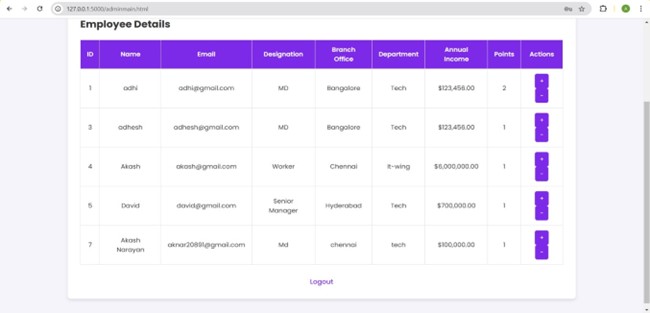 127.0.0.1:5000/adminmain/html
Employee Details
ID Name Email Designation Branch Office Department Annual Income Points Actions
1 adhi adhi@gmail.com MD Bangalore Tech $123,456.00 2 + -
3 adhesh adhesh@gmail.com MD Bangalore Tech $123,456.00 1 + -
4 Akash akash@gmail.com Worker Chennai It-wing $6,000,000.00 1 + -
5 David david@gmail.com Senior Manager Hyderabad Tech $700,000.00 1 + -
7 Akash Narayan aknar20891@gmail.com Md chennai tech $100,000.00 1 + -
Logout